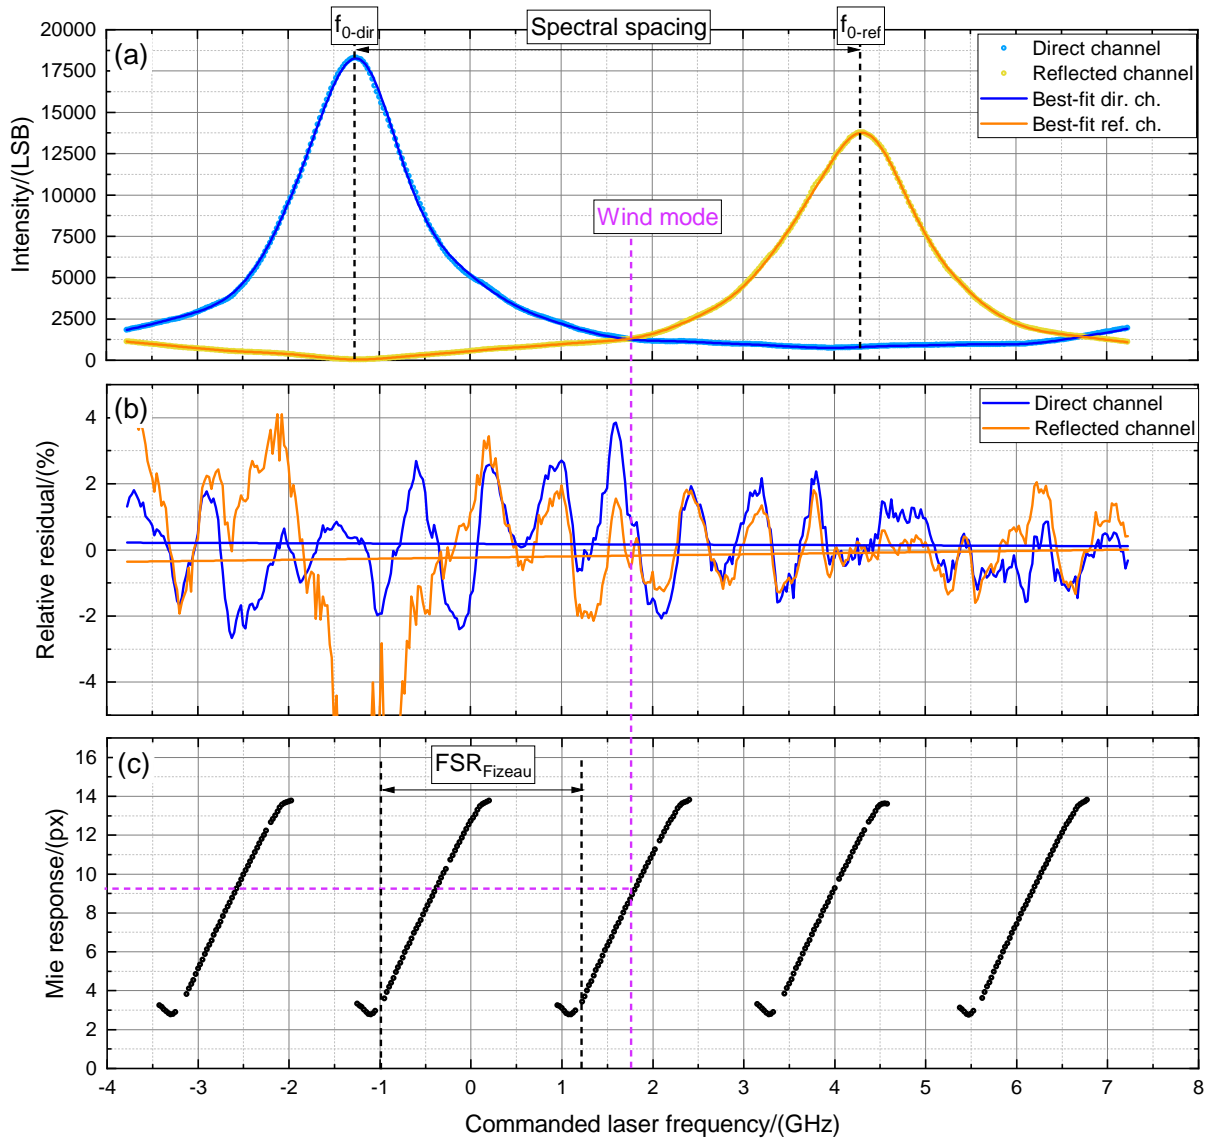 f0-dir
Spectral spacing
f0-ref
(a)
20000
17500
15000
12500
10000
7500
5000
2500
0
Intensity/(LSB)
Direct channel
Reflected channel
Best-fit dir. ch.
Best-fit ref. ch.
Wind mode
(b)
4
2
0
-2
-4
Relative residual/(%)
Direct channel
Reflected channel
(c)
FSRFizeau
16
14
12
10
8
6
4
2
0
Mie response/(px)
-4 -3 -2 -1 0 1 2 3 4 5 6 7 8
Commanded laser frequency/(GHz)